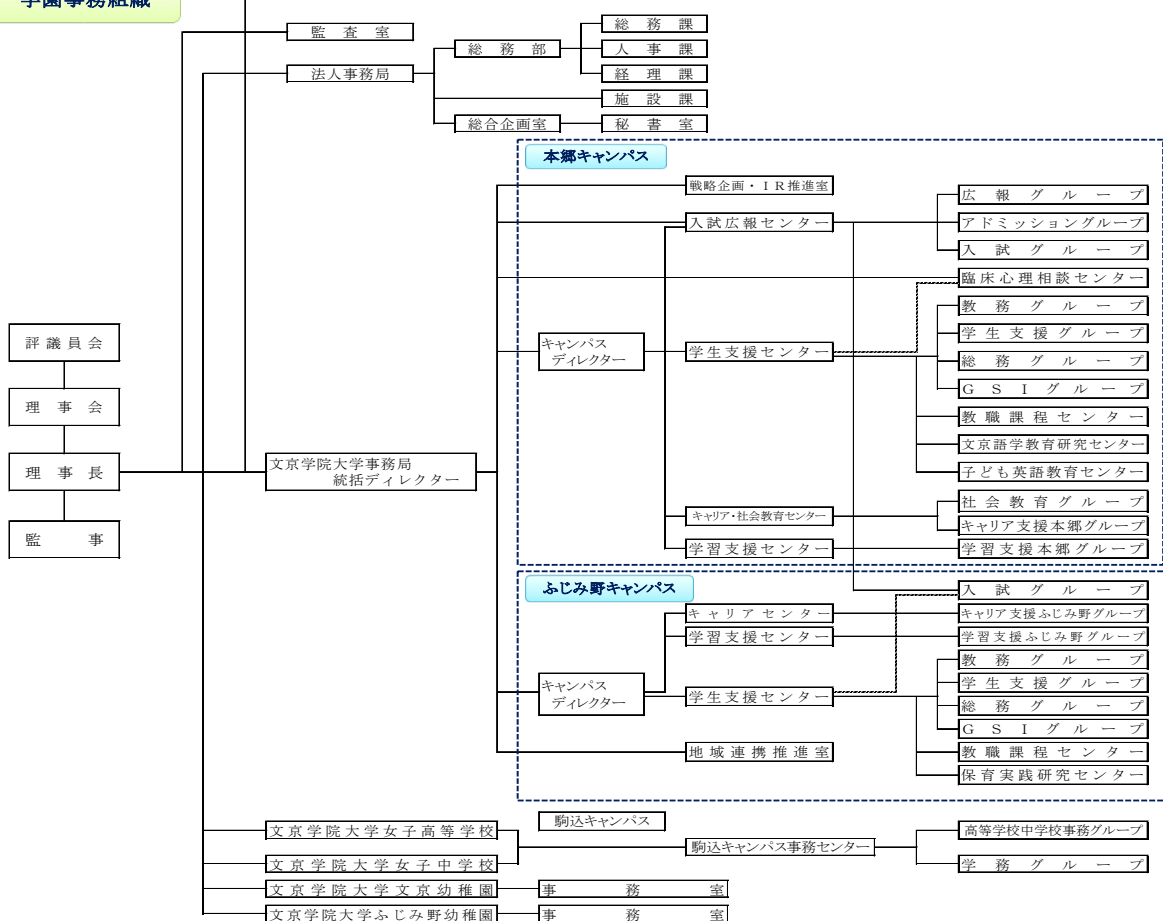 学園事務組織
監査室
総務課
総務部
人事課
法人事務局
経理課
施設課
総合企画室
秘書室
本郷キャンパス
戦略企画・ＩＲ推進室
広報グループ
入試広報センター
アドミッショングループ
入試グループ
臨床心理相談センター
教務グループ
評議員会
キャンパス
ディレクター
学生支援センター
学生支援グループ
総務グループ
ＧＳＩグループ
理事会
教職課程センター
文京語学教育研究センター
理事長
文京学院大学事務局
統括ディレクター
子ども英語教育センター
社会教育グループ
キャリア・社会教育センター
キャリア支援本郷グループ
監事
学習支援センター
学習支援本郷グループ
ふじみ野キャンパス
入試グループ
キャリアセンター
キャリア支援ふじみ野グループ
学習支援センター
学習支援ふじみ野グループ
教務グループ
キャンパス
ディレクター
学生支援センター
学生支援グループ
総務グループ
ＧＳＩグループ
地域連携推進室
教職課程センター
保育実践研究センター
駒込キャンパス
文京学院大学女子高等学校
高等学校中学校事務グループ
駒込キャンパス事務センター
文京学院大学女子中学校
学務グループ
文京学院大学文京幼稚園
事務室
文京学院大学ふじみ野幼稚園
事務室